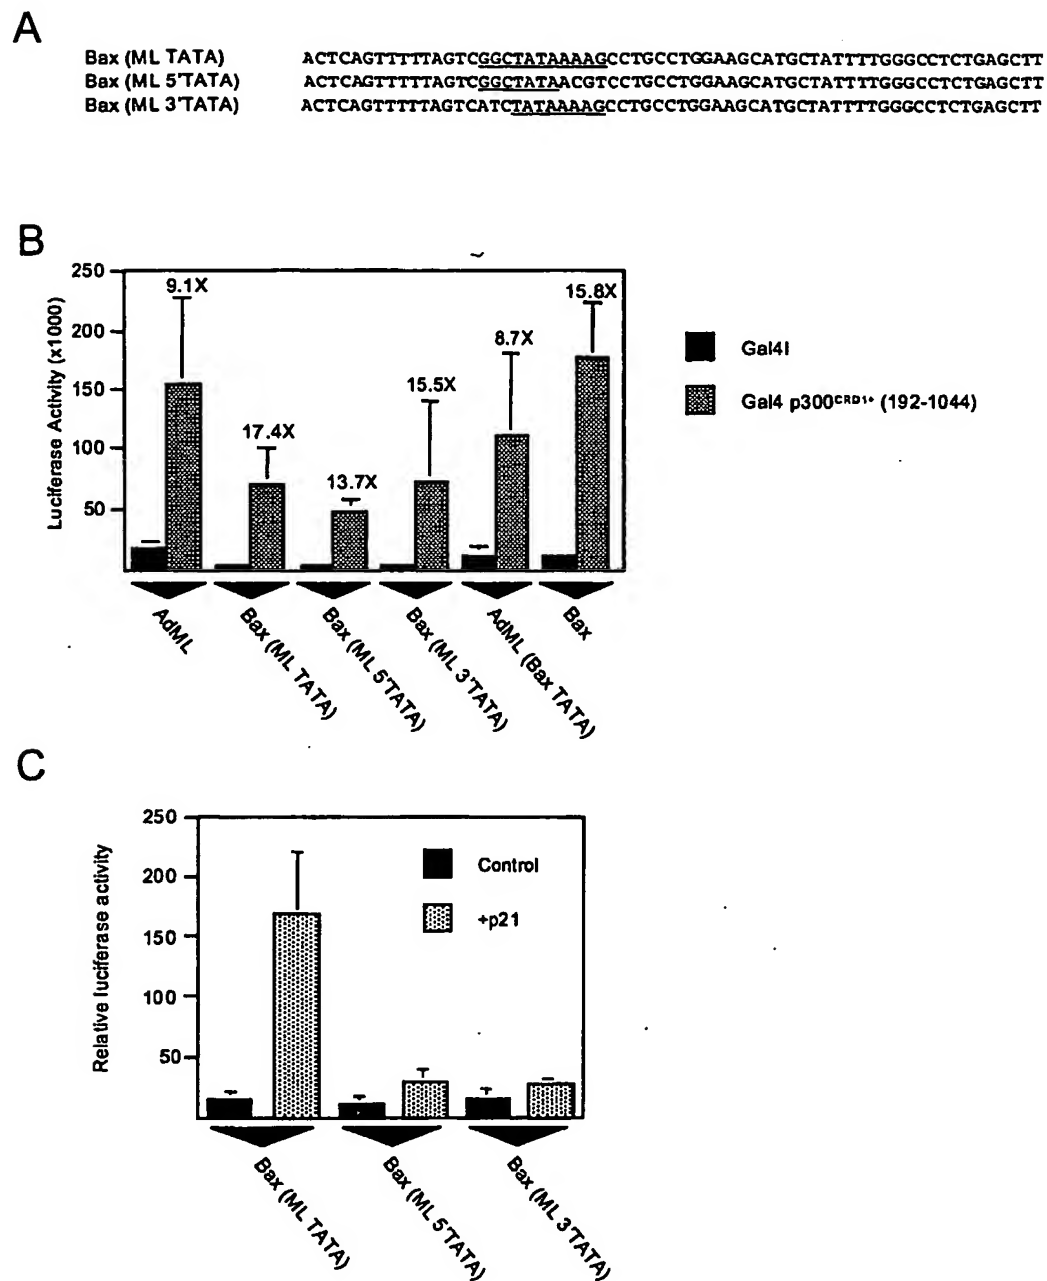 A
Bax (ML TATA) ACTCAGTTTTTTAGTCGGCTATAAAAGCCTGCCTGGAAGCATGCTATTTTGGGCCTCTGAGCTT
Bax (ML 5'TATA) ACTCAGTTTTTTAGTCGGCTATAACGTCCTGCCTGGAAGCATGCTATTTTGGGCCTCTGAGCTT
Bax (ML 3'TATA) ACTCAGTTTTTTAGTCATCTATAAAAGCCTGCCTGGAAGCATGCTATTTTGGGCCTCTGAGCTT
B
Luciferase Activity (x1000)
250
200
150
100
50
9.1X
17.4X
13.7X
15.5X
8.7X
15.8X
Gal4I
Gal4 p300CRD1+ (192-1044)
AdML
Bax (ML TATA)
Bax (ML 5'TATA)
Bax (ML 3'TATA)
AdML (Bax TATA)
Bax
C
Relative luciferase activity
250
200
150
100
50
Control
+p21
Bax (ML TATA)
Bax (ML 5'TATA)
Bax (ML 3'TATA)